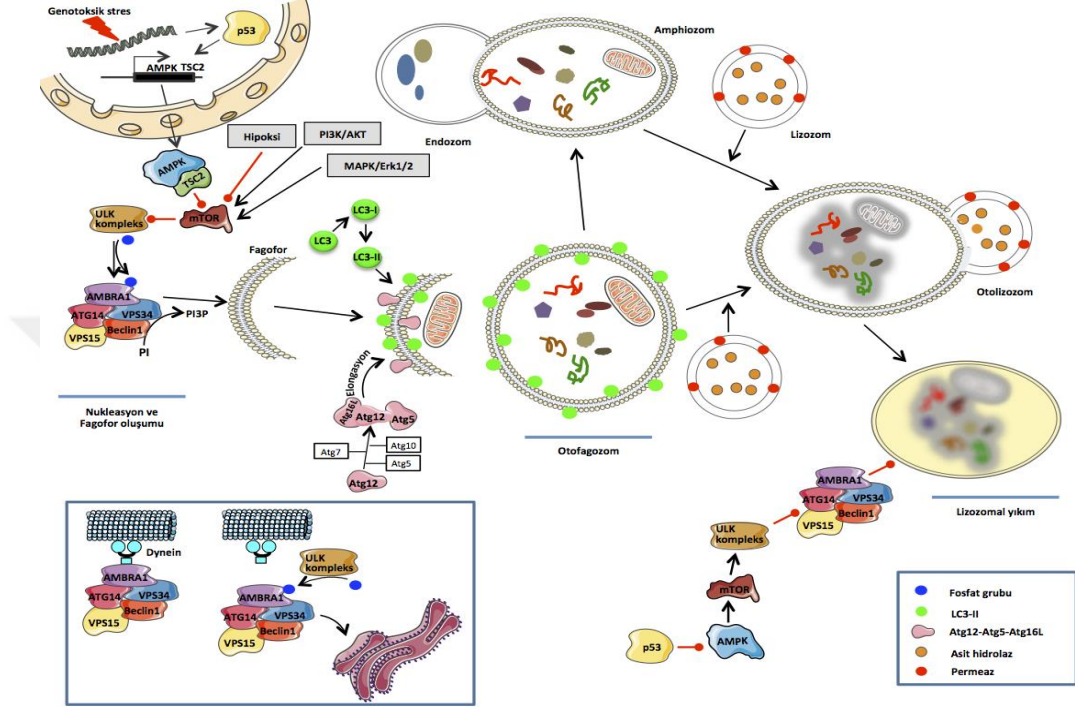 Genotoksik stres
p53
AMPK TSC2
AMPK
TSC2
Hipoksi
PI3K/AKT
MAPK/Erk1/2
ULK
kompleks
mTOR
AMBRA1
ATG14
VPS34
Beclin1
VPS15
PI
PI3P
Nukleasyon ve
Fagofor oluşumu
Fagofor
LC3
LC3-I
LC3-II
Elongasyon
Atg16L
Atg12
Atg5
Atg7
Atg10
Atg5
Atg12
Endozom
Amphiozom
Lizozom
Otofagozom
Otolizozom
Lizozomal yıkım
AMBRA1
ATG14
VPS34
Beclin1
VPS15
ULK
kompleks
mTOR
p53
AMPK
Dynein
AMBRA1
ATG14
VPS34
Beclin1
VPS15
ULK
kompleks
AMBRA1
ATG14
VPS34
Beclin1
VPS15
Fosfat grubu
LC3-II
Atg12-Atg5-Atg16L
Asit hidrolaz
Permeaz